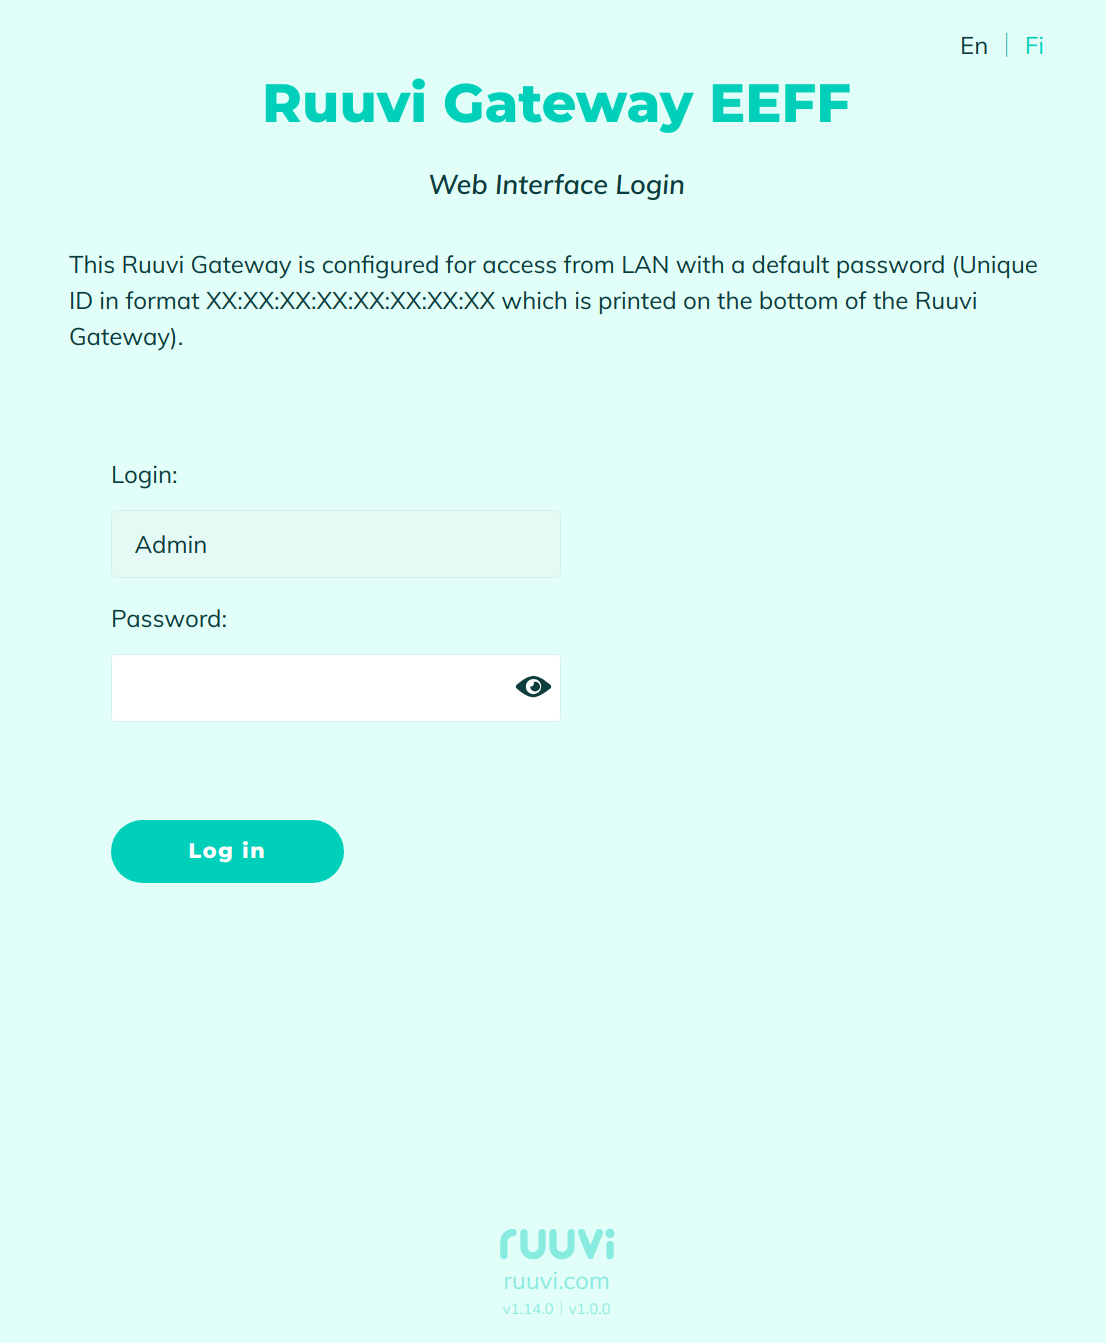 En | Fi
Ruuvi Gateway EEFF
Web Interface Login
This Ruuvi Gateway is configured for access from LAN with a default password (Unique
ID in format XX:XX:XX:XX:XX:XX:XX:XX which is printed on the bottom of the Ruuvi
Gateway).
Login:
Admin
Password:
Log in
ruuvi
ruuvi.com
v1.14.0 | v1.0.0